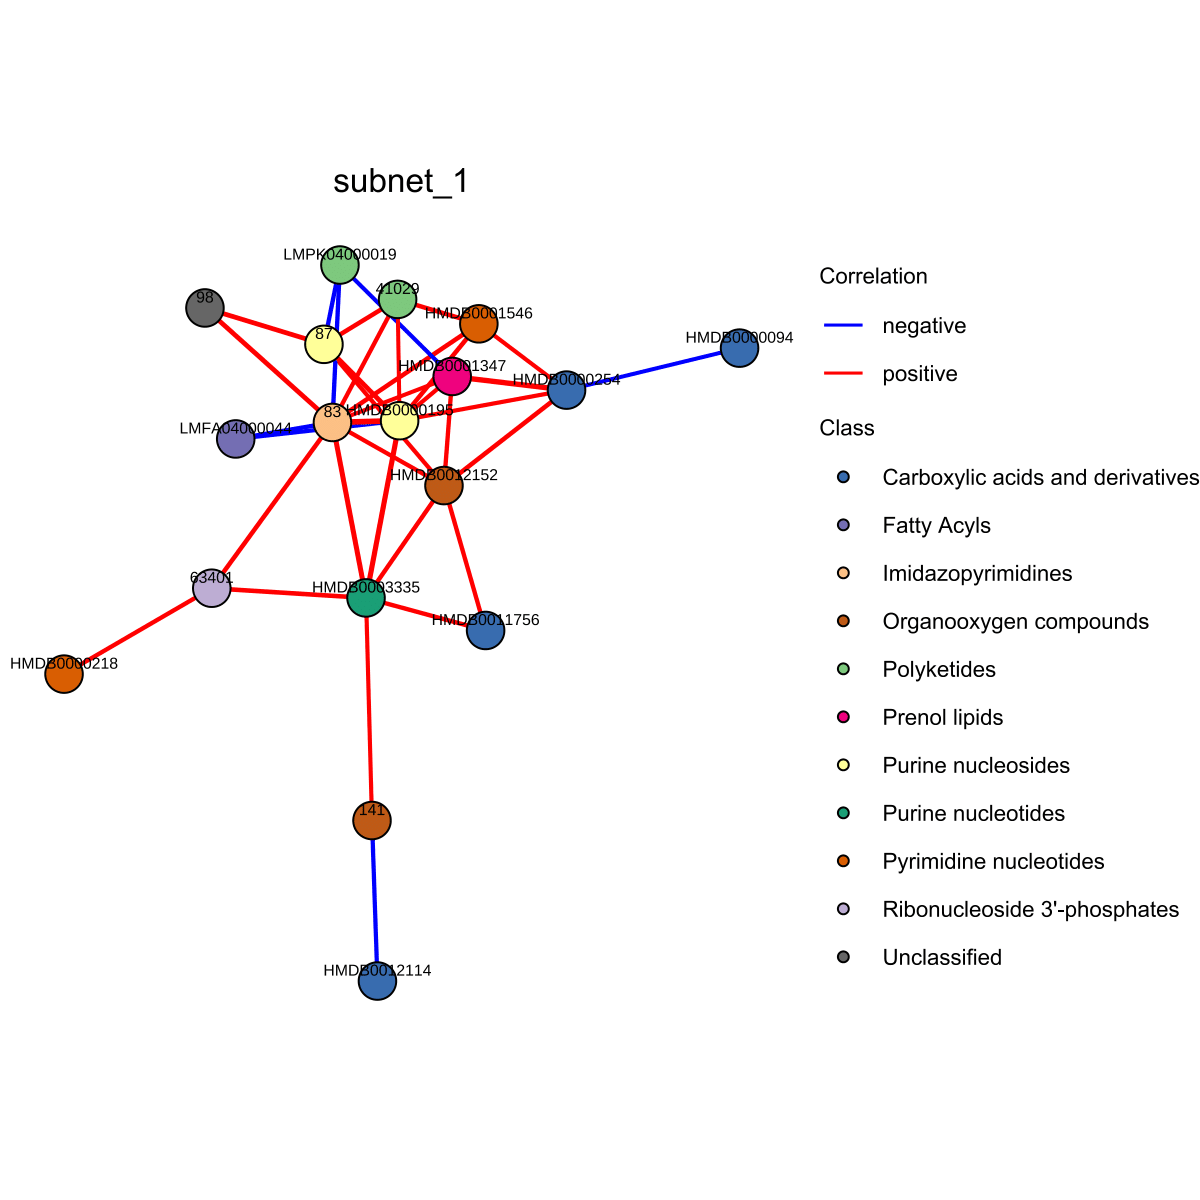 subnet_1
LMPK04000019
98
41029
HMDB0001546
87
HMDB0000094
HMDB0001347
HMDB0000254
83
HMDB0000195
LMFA04000044
HMDB0012152
63401
HMDB0003335
HMDB0011756
HMDB0000218
141
HMDB0012114
Correlation
negative
positive
Class
Carboxylic acids and derivatives
Fatty Acyls
Imidazopyrimidines
Organooxygen compounds
Polyketides
Prenol lipids
Purine nucleosides
Purine nucleotides
Pyrimidine nucleotides
Ribonucleoside 3'-phosphates
Unclassified